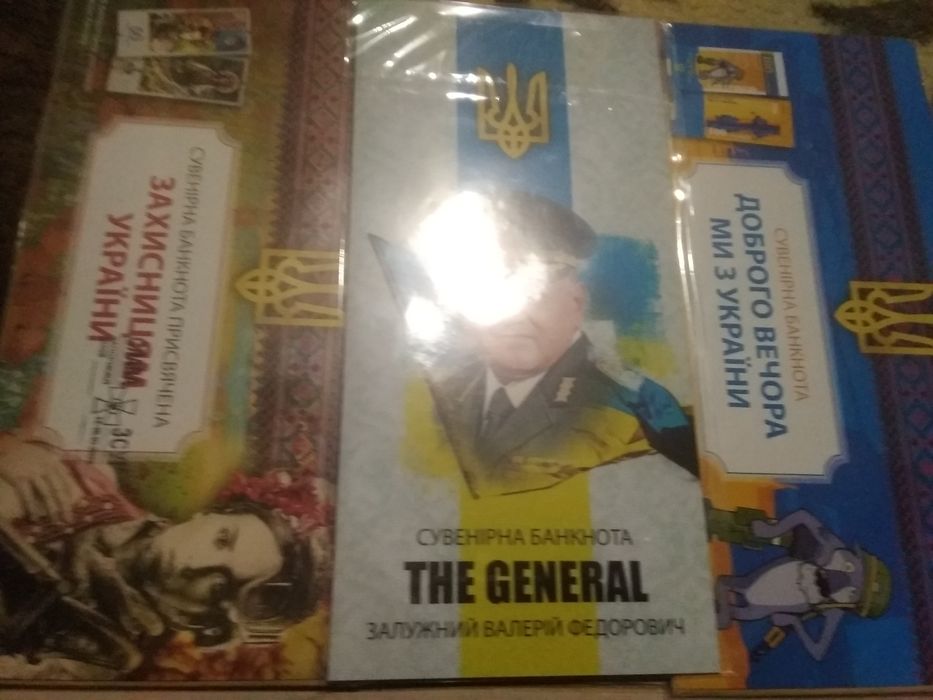 СУВЕНІРНА БАНКНОТА ПРИСВЯЧЕНА
ЗАХИСНИЦЯМ
УКРАЇНИ
СУВЕНІРНА БАНКНОТА
THE GENERAL
ЗАЛУЖНИЙ ВАЛЕРІЙ ФЕДОРОВИЧ
СУВЕНІРНА БАНКНОТА
ДОБРОГО ВЕЧОРА
МИ З УКРАЇНИ